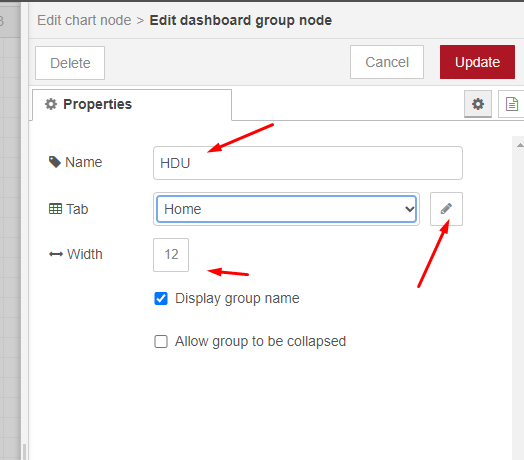 Edit chart node > Edit dashboard group node
Delete
Cancel
Update
Properties
Name
HDU
Tab
Home
Width
12
Display group name
Allow group to be collapsed